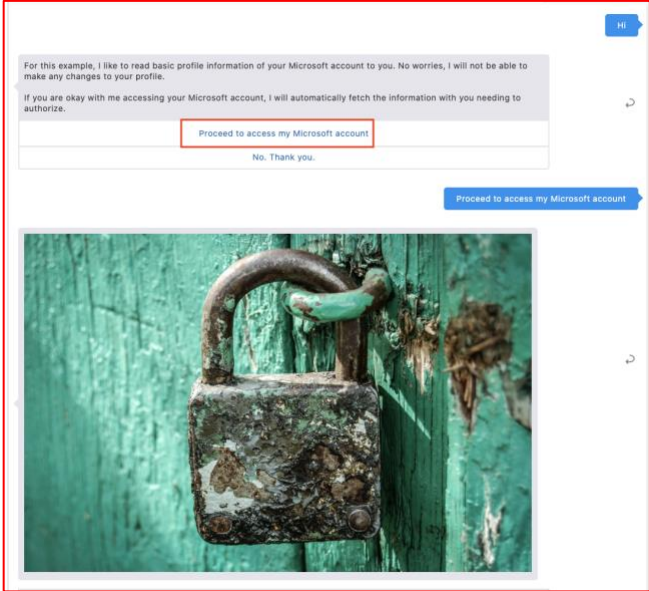 Hi
For this example, I like to read basic profile information of your Microsoft account to you. No worries, I will not be able to
make any changes to your profile.
If you are okay with me accessing your Microsoft account, I will automatically fetch the information with you needing to
authorize.
Proceed to access my Microsoft account
No. Thank you.
Proceed to access my Microsoft account